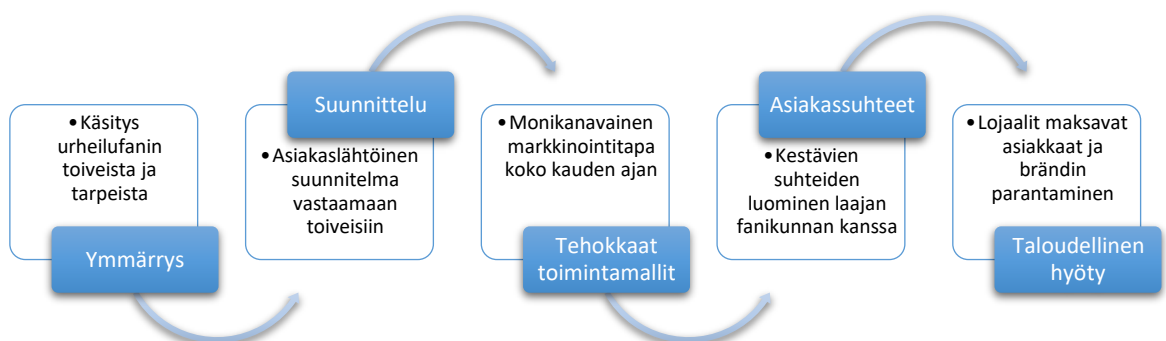 • Käsitys
urheilufanin
toiveista ja
tarpeista
Ymmärrys
Suunnittelu
• Asiakaslähtöinen
suunnitelma
vastaamaan
toiveisiin
• Monikanavainen
markkinointitapa
koko kauden ajan
Tehokkaat
toimintamallit
Asiakassuhteet
• Kestävien
suhteiden
luominen laajan
fanikunnan kanssa
• Lojaalit maksavat
asiakkaat ja
brändin
parantaminen
Taloudellinen
hyöty